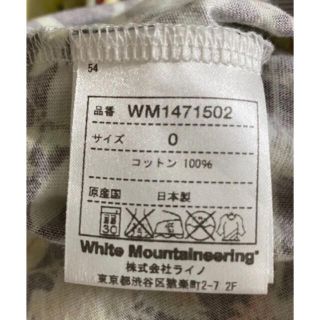 54
品番 WM1471502
サイズ 0
コットン 100%
原産国 日本製
30
White Mountaineering®
株式会社ライノ
東京都渋谷区猿楽町2-7 2F